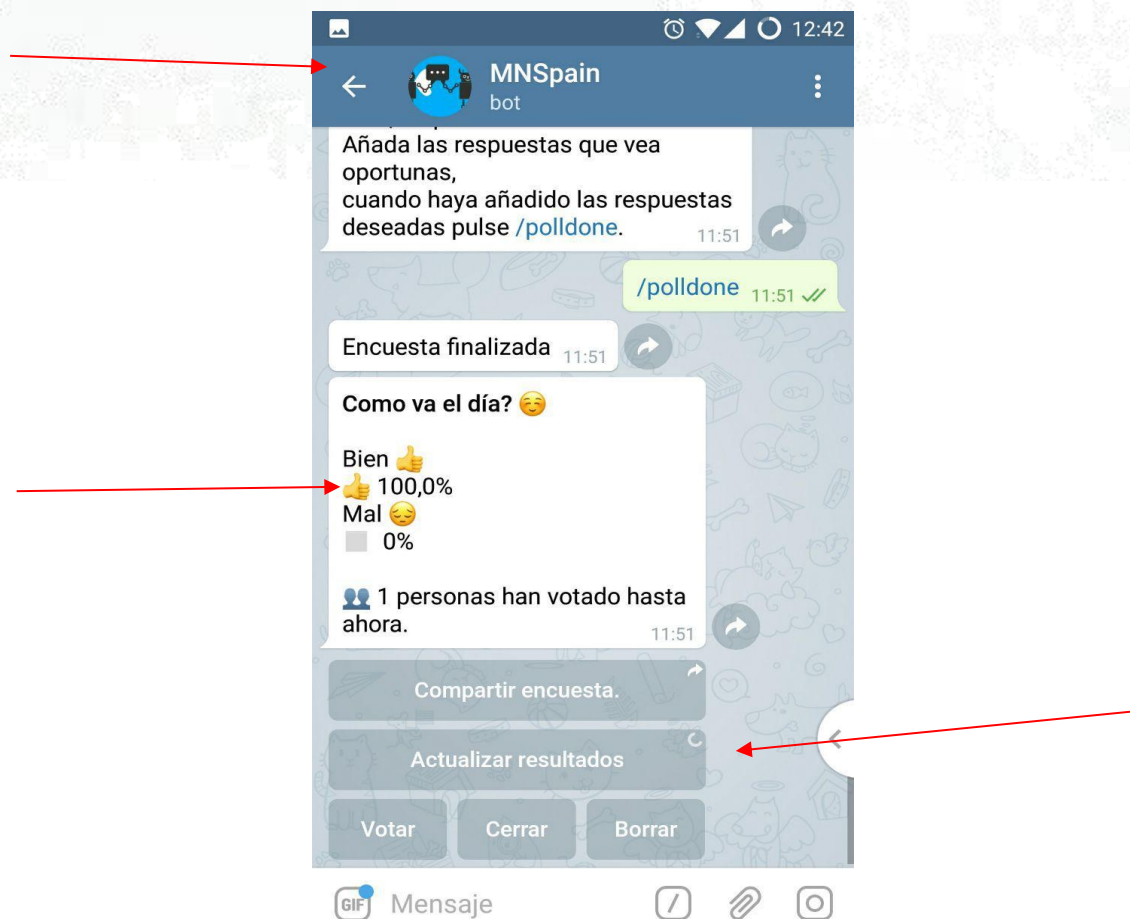 12:42
MNSpain
bot
Añada las respuestas que vea
oportunas,
cuando haya añadido las respuestas
deseadas pulse /polldone. 11:51
/polldone 11:51
Encuesta finalizada 11:51
Como va el día? ☺️
Bien 👍
👍 100,0%
Mal 😔
0%
👥 1 personas han votado hasta
ahora. 11:51
Compartir encuesta.
Actualizar resultados
Votar Cerrar Borrar
GIF Mensaje /